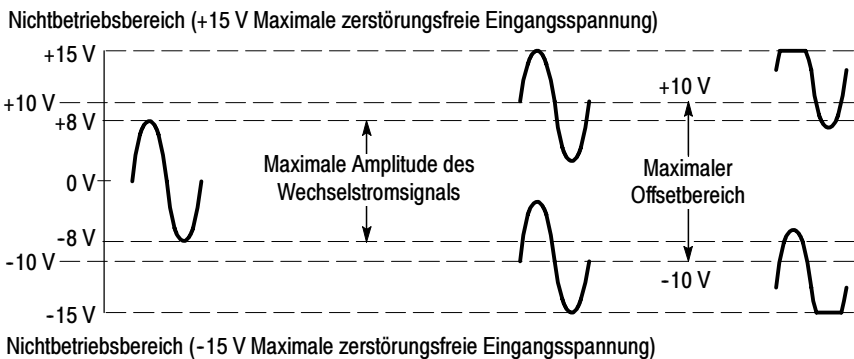 Nichtbetriebsbereich (+15 V Maximale zerstörungsfreie Eingangsspannung)
+15 V
+10 V
+10 V
+8 V
Maximale Amplitude des
Wechselstromsignals
Maximaler
Offsetbereich
0 V
-8 V
-10 V
-10 V
-15 V
Nichtbetriebsbereich (-15 V Maximale zerstörungsfreie Eingangsspannung)